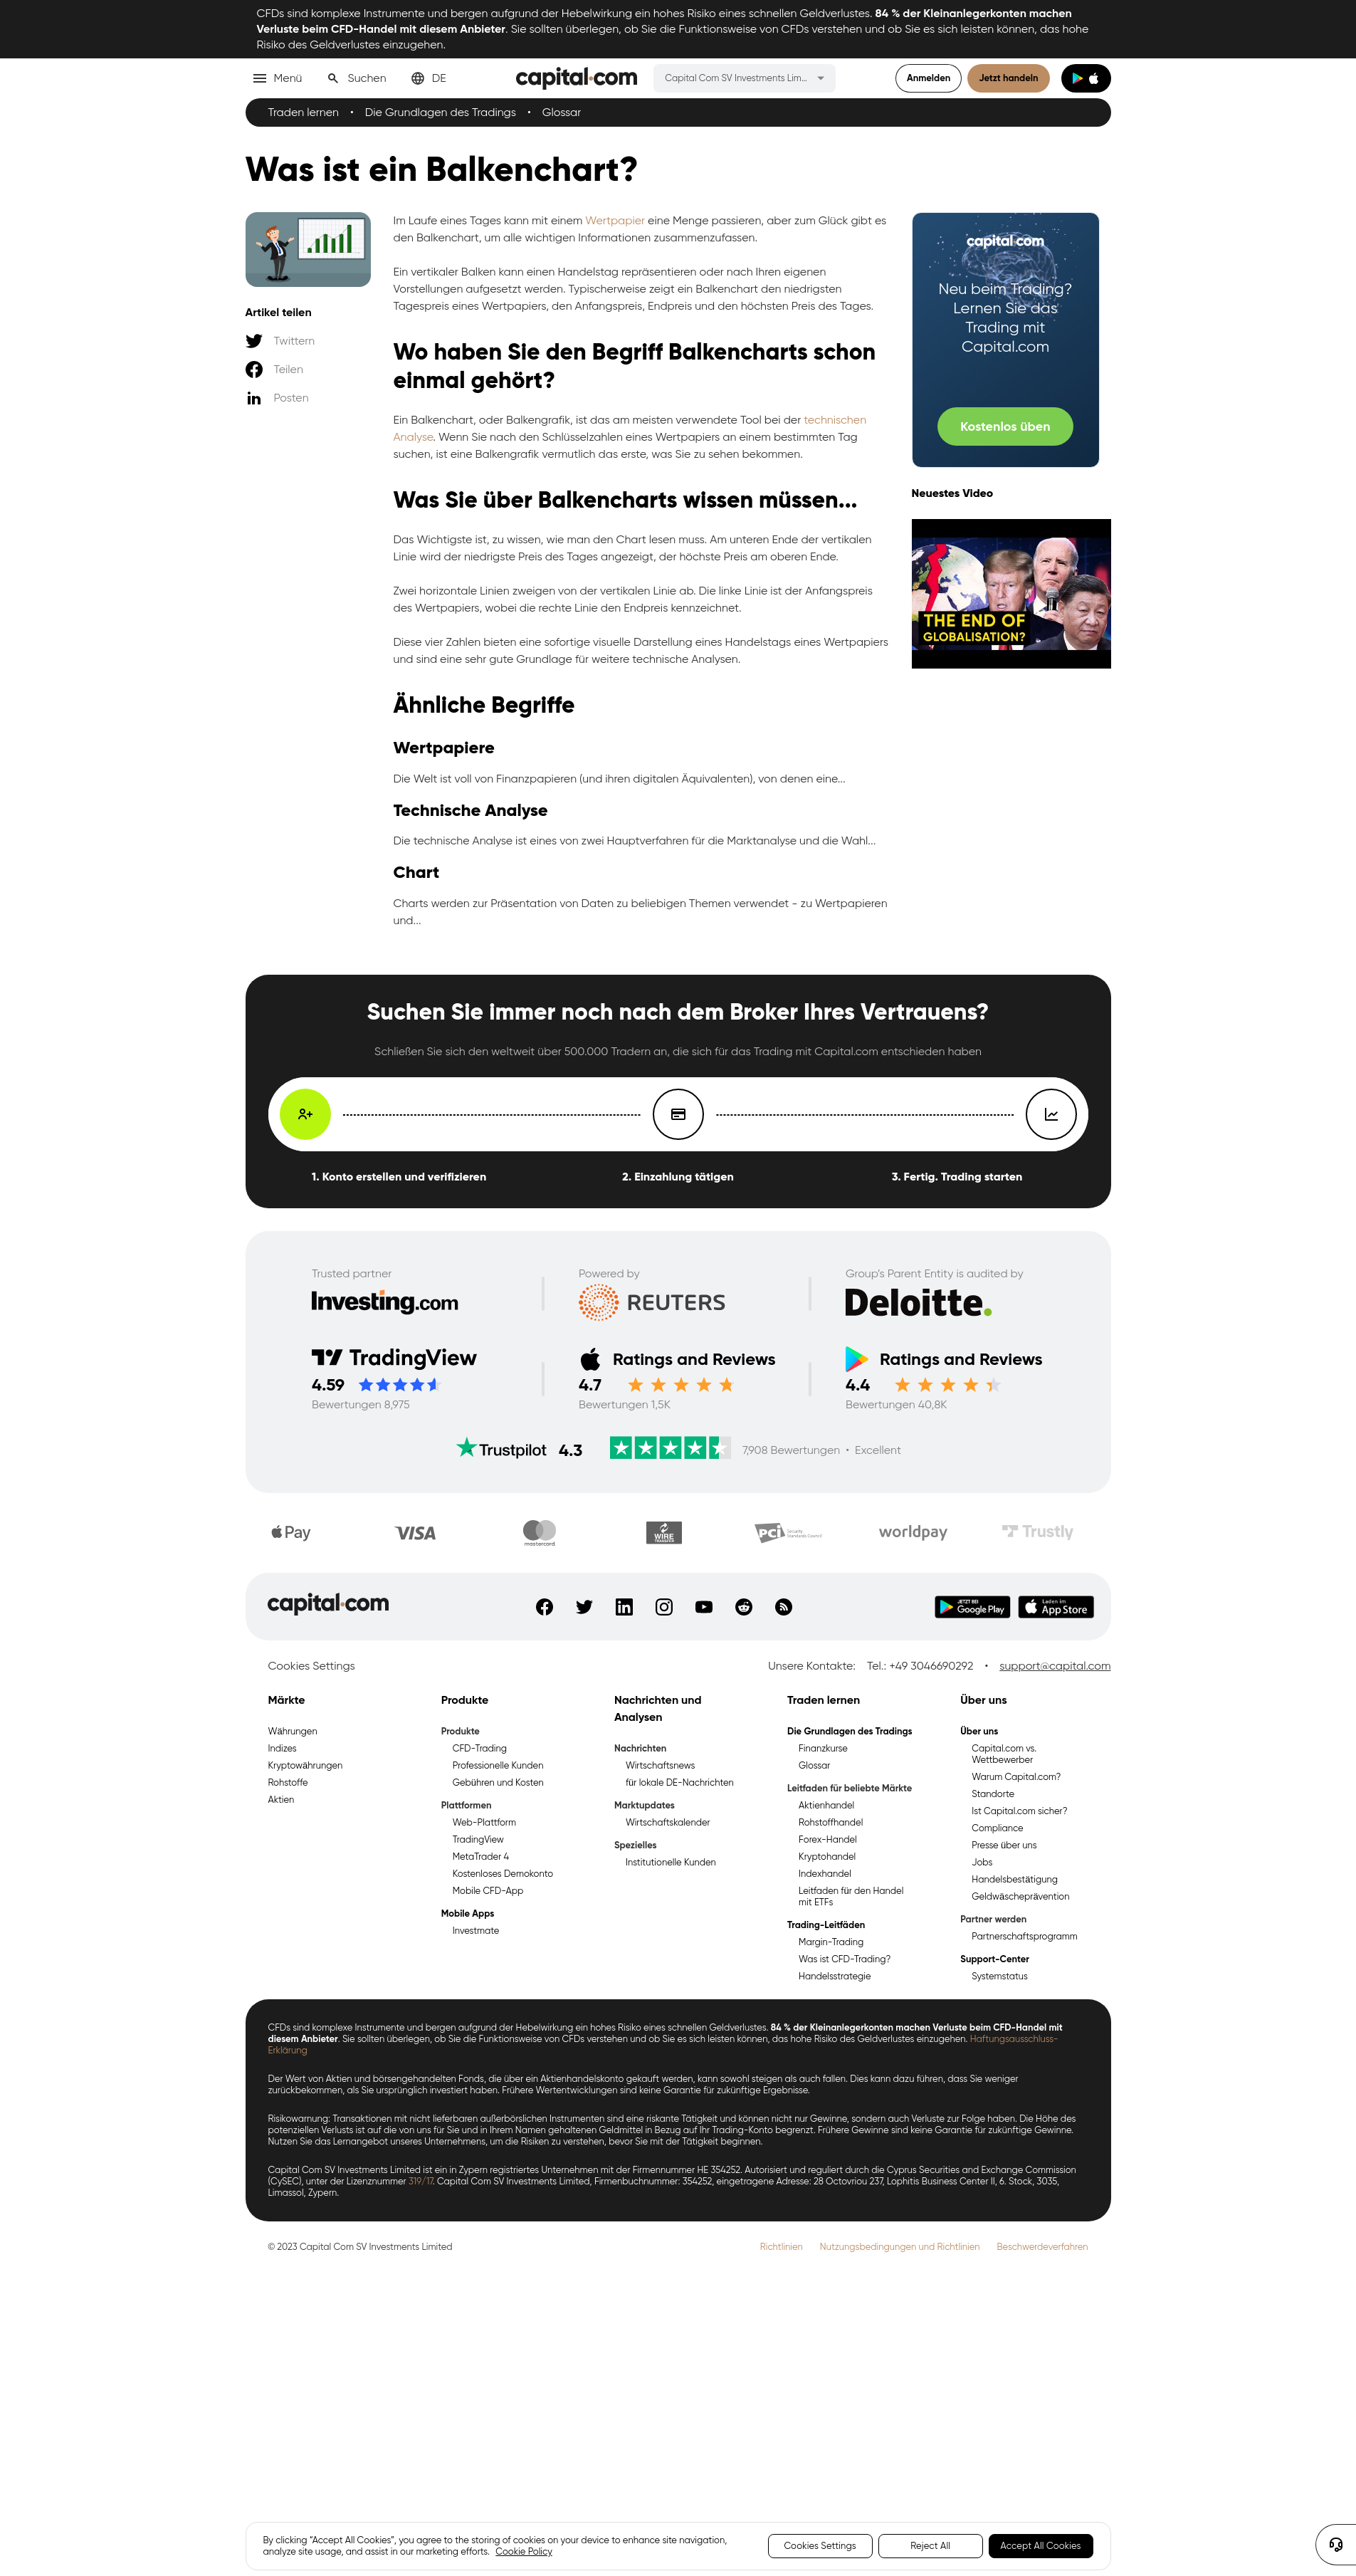 CFDs sind komplexe Instrumente und bergen aufgrund der Hebelwirkung ein hohes Risiko eines schnellen Geldverlustes. 84 % der Kleinanlegerkonten machen
Verluste beim CFD-Handel mit diesem Anbieter. Sie sollten überlegen, ob Sie die Funktionsweise von CFDs verstehen und ob Sie es sich leisten können, das hohe
Risiko des Geldverlustes einzugehen.
Menü
Suchen
DE
capital.com
Capital Com SV Investments Lim...
Anmelden
Jetzt handeln
Traden lernen • Die Grundlagen des Tradings • Glossar
Was ist ein Balkenchart?
Artikel teilen
Twittern
Teilen
Posten
Im Laufe eines Tages kann mit einem Wertpapier eine Menge passieren, aber zum Glück gibt es
den Balkenchart, um alle wichtigen Informationen zusammenzufassen.
Ein vertikaler Balken kann einen Handelstag repräsentieren oder nach Ihren eigenen
Vorstellungen aufgesetzt werden. Typischerweise zeigt ein Balkenchart den niedrigsten
Tagespreis eines Wertpapiers, den Anfangspreis, Endpreis und den höchsten Preis des Tages.
Wo haben Sie den Begriff Balkencharts schon
einmal gehört?
Ein Balkenchart, oder Balkengrafik, ist das am meisten verwendete Tool bei der technischen
Analyse. Wenn Sie nach den Schlüsselzahlen eines Wertpapiers an einem bestimmten Tag
suchen, ist eine Balkengrafik vermutlich das erste, was Sie zu sehen bekommen.
Was Sie über Balkencharts wissen müssen...
Das Wichtigste ist, zu wissen, wie man den Chart lesen muss. Am unteren Ende der vertikalen
Linie wird der niedrigste Preis des Tages angezeigt, der höchste Preis am oberen Ende.
Zwei horizontale Linien zweigen von der vertikalen Linie ab. Die linke Linie ist der Anfangspreis
des Wertpapiers, wobei die rechte Linie den Endpreis kennzeichnet.
Diese vier Zahlen bieten eine sofortige visuelle Darstellung eines Handelstags eines Wertpapiers
und sind eine sehr gute Grundlage für weitere technische Analysen.
Ähnliche Begriffe
Wertpapiere
Die Welt ist voll von Finanzpapieren (und ihren digitalen Äquivalenten), von denen eine...
Technische Analyse
Die technische Analyse ist eines von zwei Hauptverfahren für die Marktanalyse und die Wahl...
Chart
Charts werden zur Präsentation von Daten zu beliebigen Themen verwendet - zu Wertpapieren
und...
capital.com
Neu beim Trading?
Lernen Sie das
Trading mit
Capital.com
Kostenlos üben
Neuestes Video
THE END OF
GLOBALISATION?
Suchen Sie immer noch nach dem Broker Ihres Vertrauens?
Schließen Sie sich den weltweit über 500.000 Tradern an, die sich für das Trading mit Capital.com entschieden haben
1. Konto erstellen und verifizieren
2. Einzahlung tätigen
3. Fertig. Trading starten
Trusted partner
Investing.com
Powered by
REUTERS
Group's Parent Entity is audited by
Deloitte.
TradingView
4.59
Bewertungen 8,975
Ratings and Reviews
4.7
Bewertungen 1,5K
Ratings and Reviews
4.4
Bewertungen 40,8K
Trustpilot 4.3 7,908 Bewertungen • Excellent
Pay
VISA
mastercard.
WIRE
TRANSFER
PCI Security
Standards Council
worldpay
Trustly
capital.com
JETZT BEI
Google Play
Laden im
App Store
Cookies Settings
Unsere Kontakte: Tel.: +49 3046690292 • support@capital.com
Märkte
Währungen
Indizes
Kryptowährungen
Rohstoffe
Aktien
Produkte
Produkte
CFD-Trading
Professionelle Kunden
Gebühren und Kosten
Plattformen
Web-Plattform
TradingView
MetaTrader 4
Kostenloses Demokonto
Mobile CFD-App
Mobile Apps
Investmate
Nachrichten und
Analysen
Nachrichten
Wirtschaftsnews
für lokale DE-Nachrichten
Marktupdates
Wirtschaftskalender
Spezielles
Institutionelle Kunden
Traden lernen
Die Grundlagen des Tradings
Finanzkurse
Glossar
Leitfaden für beliebte Märkte
Aktienhandel
Rohstoffhandel
Forex-Handel
Kryptohandel
Indexhandel
Leitfaden für den Handel
mit ETFs
Trading-Leitfäden
Margin-Trading
Was ist CFD-Trading?
Handelsstrategie
Über uns
Über uns
Capital.com vs.
Wettbewerber
Warum Capital.com?
Standorte
Ist Capital.com sicher?
Compliance
Presse über uns
Jobs
Handelsbestätigung
Geldwäscheprävention
Partner werden
Partnerschaftsprogramm
Support-Center
Systemstatus
CFDs sind komplexe Instrumente und bergen aufgrund der Hebelwirkung ein hohes Risiko eines schnellen Geldverlustes. 84 % der Kleinanlegerkonten machen Verluste beim CFD-Handel mit
diesem Anbieter. Sie sollten überlegen, ob Sie die Funktionsweise von CFDs verstehen und ob Sie es sich leisten können, das hohe Risiko des Geldverlustes einzugehen. Haftungsausschluss-
Erklärung
Der Wert von Aktien und börsengehandelten Fonds, die über ein Aktienhandelskonto gekauft werden, kann sowohl steigen als auch fallen. Dies kann dazu führen, dass Sie weniger
zurückbekommen, als Sie ursprünglich investiert haben. Frühere Wertentwicklungen sind keine Garantie für zukünftige Ergebnisse.
Risikowarnung: Transaktionen mit nicht lieferbaren außerbörslichen Instrumenten sind eine riskante Tätigkeit und können nicht nur Gewinne, sondern auch Verluste zur Folge haben. Die Höhe des
potenziellen Verlusts ist auf die von uns für Sie und in Ihrem Namen gehaltenen Geldmittel in Bezug auf Ihr Trading-Konto begrenzt. Frühere Gewinne sind keine Garantie für zukünftige Gewinne.
Nutzen Sie das Lernangebot unseres Unternehmens, um die Risiken zu verstehen, bevor Sie mit der Tätigkeit beginnen.
Capital Com SV Investments Limited ist ein in Zypern registriertes Unternehmen mit der Firmennummer HE 354252. Autorisiert und reguliert durch die Cyprus Securities and Exchange Commission
(CySEC), unter der Lizenznummer 319/17. Capital Com SV Investments Limited, Firmenbuchnummer: 354252, eingetragene Adresse: 28 Octovriou 237, Lophitis Business Center II, 6. Stock, 3035,
Limassol, Zypern.
© 2023 Capital Com SV Investments Limited
Richtlinien
Nutzungsbedingungen und Richtlinien
Beschwerdeverfahren
By clicking "Accept All Cookies", you agree to the storing of cookies on your device to enhance site navigation,
analyze site usage, and assist in our marketing efforts. Cookie Policy
Cookies Settings
Reject All
Accept All Cookies